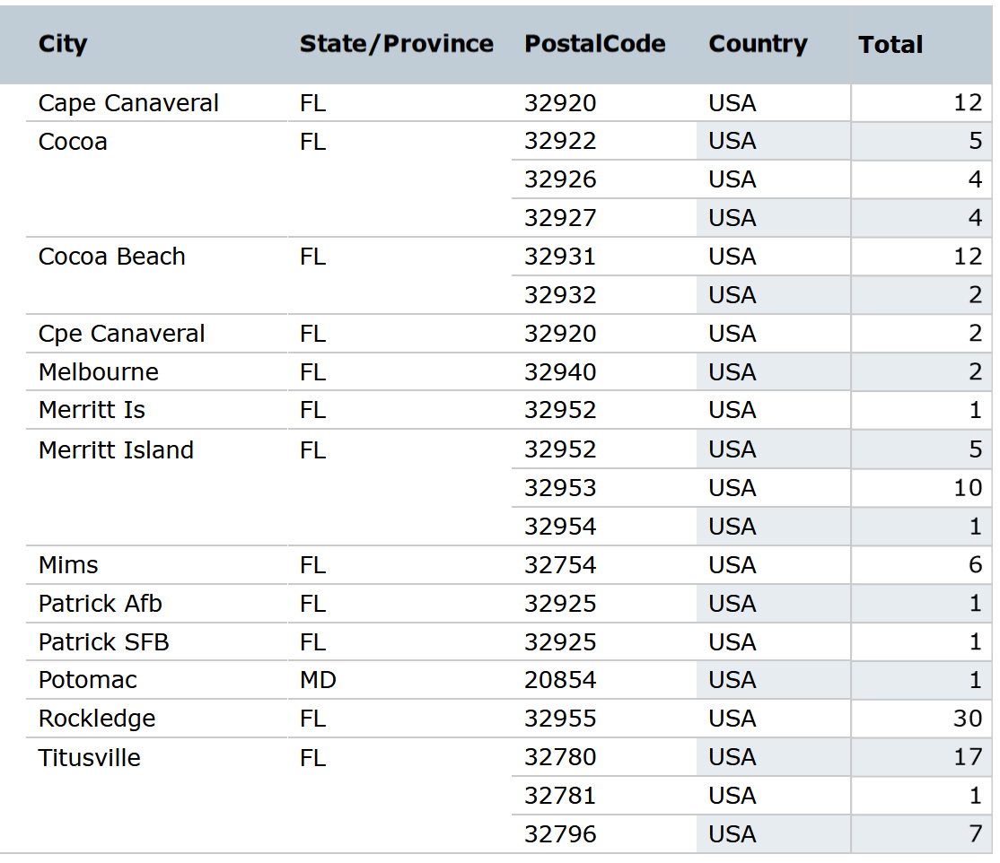 City State/Province PostalCode Country Total
Cape Canaveral FL 32920 USA 12
Cocoa FL 32922 USA 5
32926 USA 4
32927 USA 4
Cocoa Beach FL 32931 USA 12
32932 USA 2
Cpe Canaveral FL 32920 USA 2
Melbourne FL 32940 USA 2
Merritt Is FL 32952 USA 1
Merritt Island FL 32952 USA 5
32953 USA 10
32954 USA 1
Mims FL 32754 USA 6
Patrick Afb FL 32925 USA 1
Patrick SFB FL 32925 USA 1
Potomac MD 20854 USA 1
Rockledge FL 32955 USA 30
Titusville FL 32780 USA 17
32781 USA 1
32796 USA 7